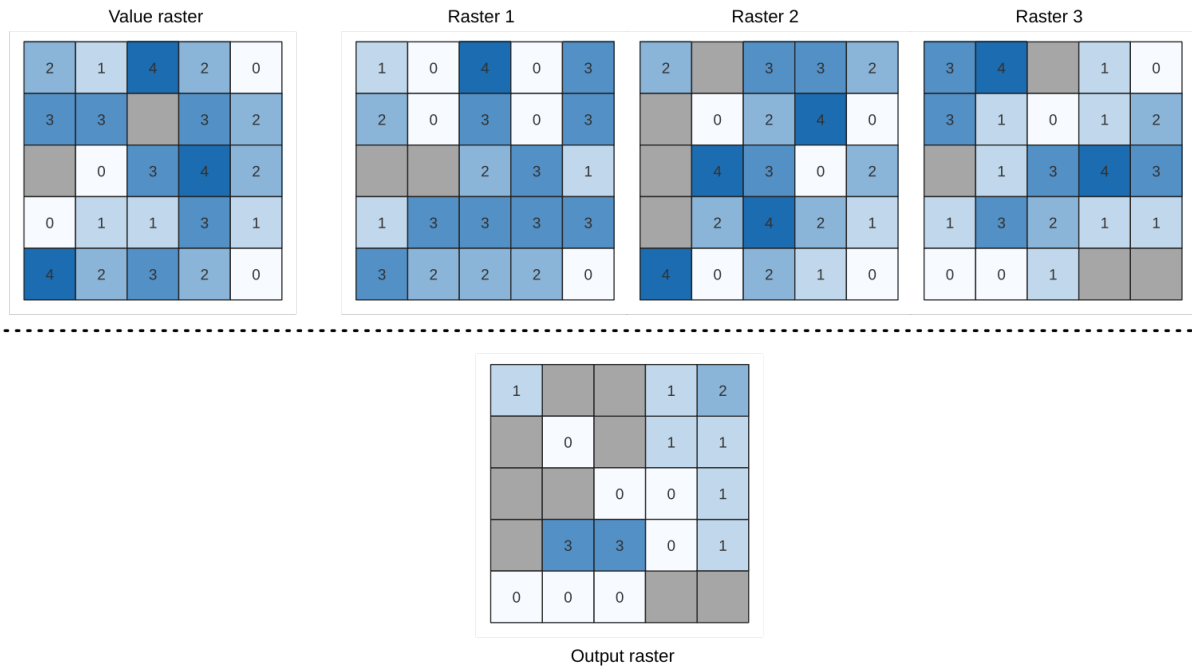 Value raster Raster 1 Raster 2 Raster 3
2 1 4 2 0 1 0 4 0 3 2 3 3 2 3 4 1 0
3 3 3 2 2 0 3 0 3 0 2 4 0 3 1 0 1 2
0 3 4 2 2 3 1 4 3 0 2 1 3 4 3
0 1 1 3 1 1 3 3 3 3 2 4 2 1 1 3 2 1 1
4 2 3 2 0 3 2 2 2 0 4 0 2 1 0 0 0 1
1 1 2
0 1 1
0 0 1
3 3 0 1
0 0 0
Output raster